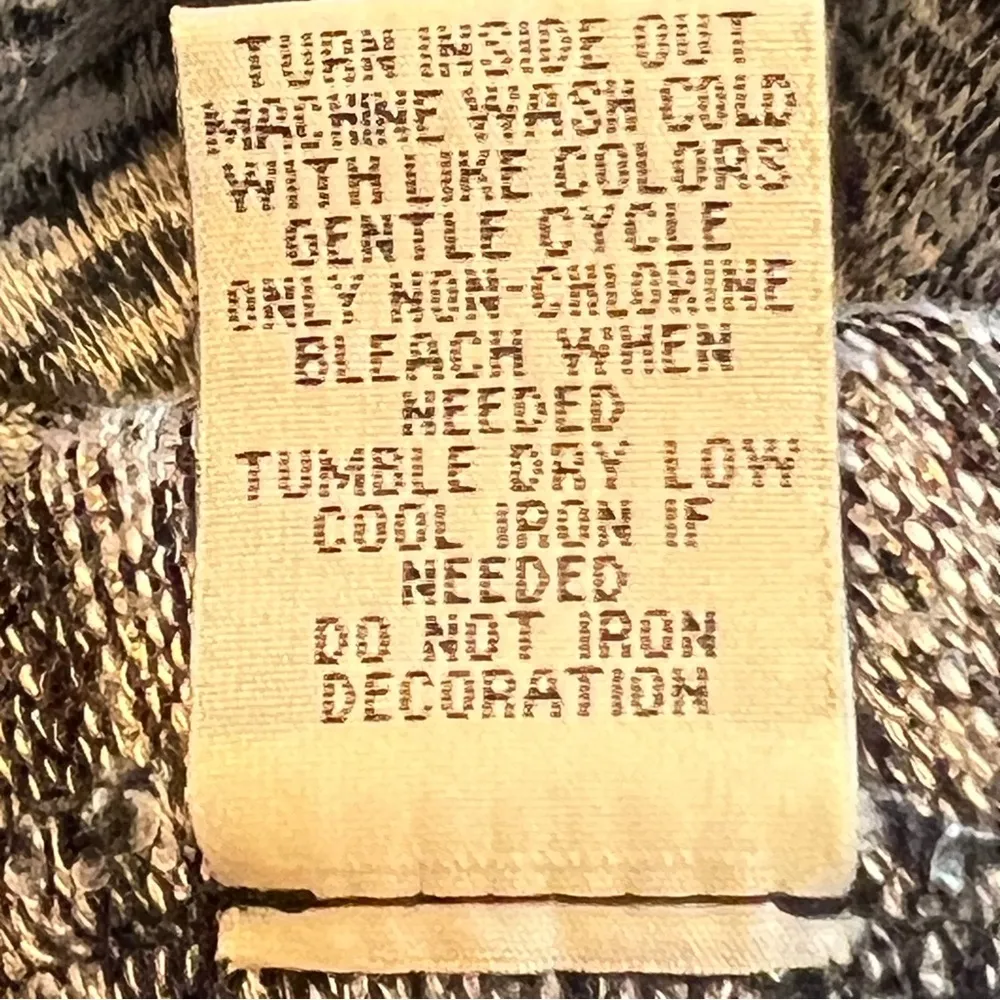 TURN INSIDE OUT
MACHINE WASH COLD
WITH LIKE COLORS
GENTLE CYCLE
ONLY NON-CHLORINE
BLEACH WHEN
NEEDED
TUMBLE DRY LOW
COOL IRON IF
NEEDED
DO NOT IRON
DECORATION